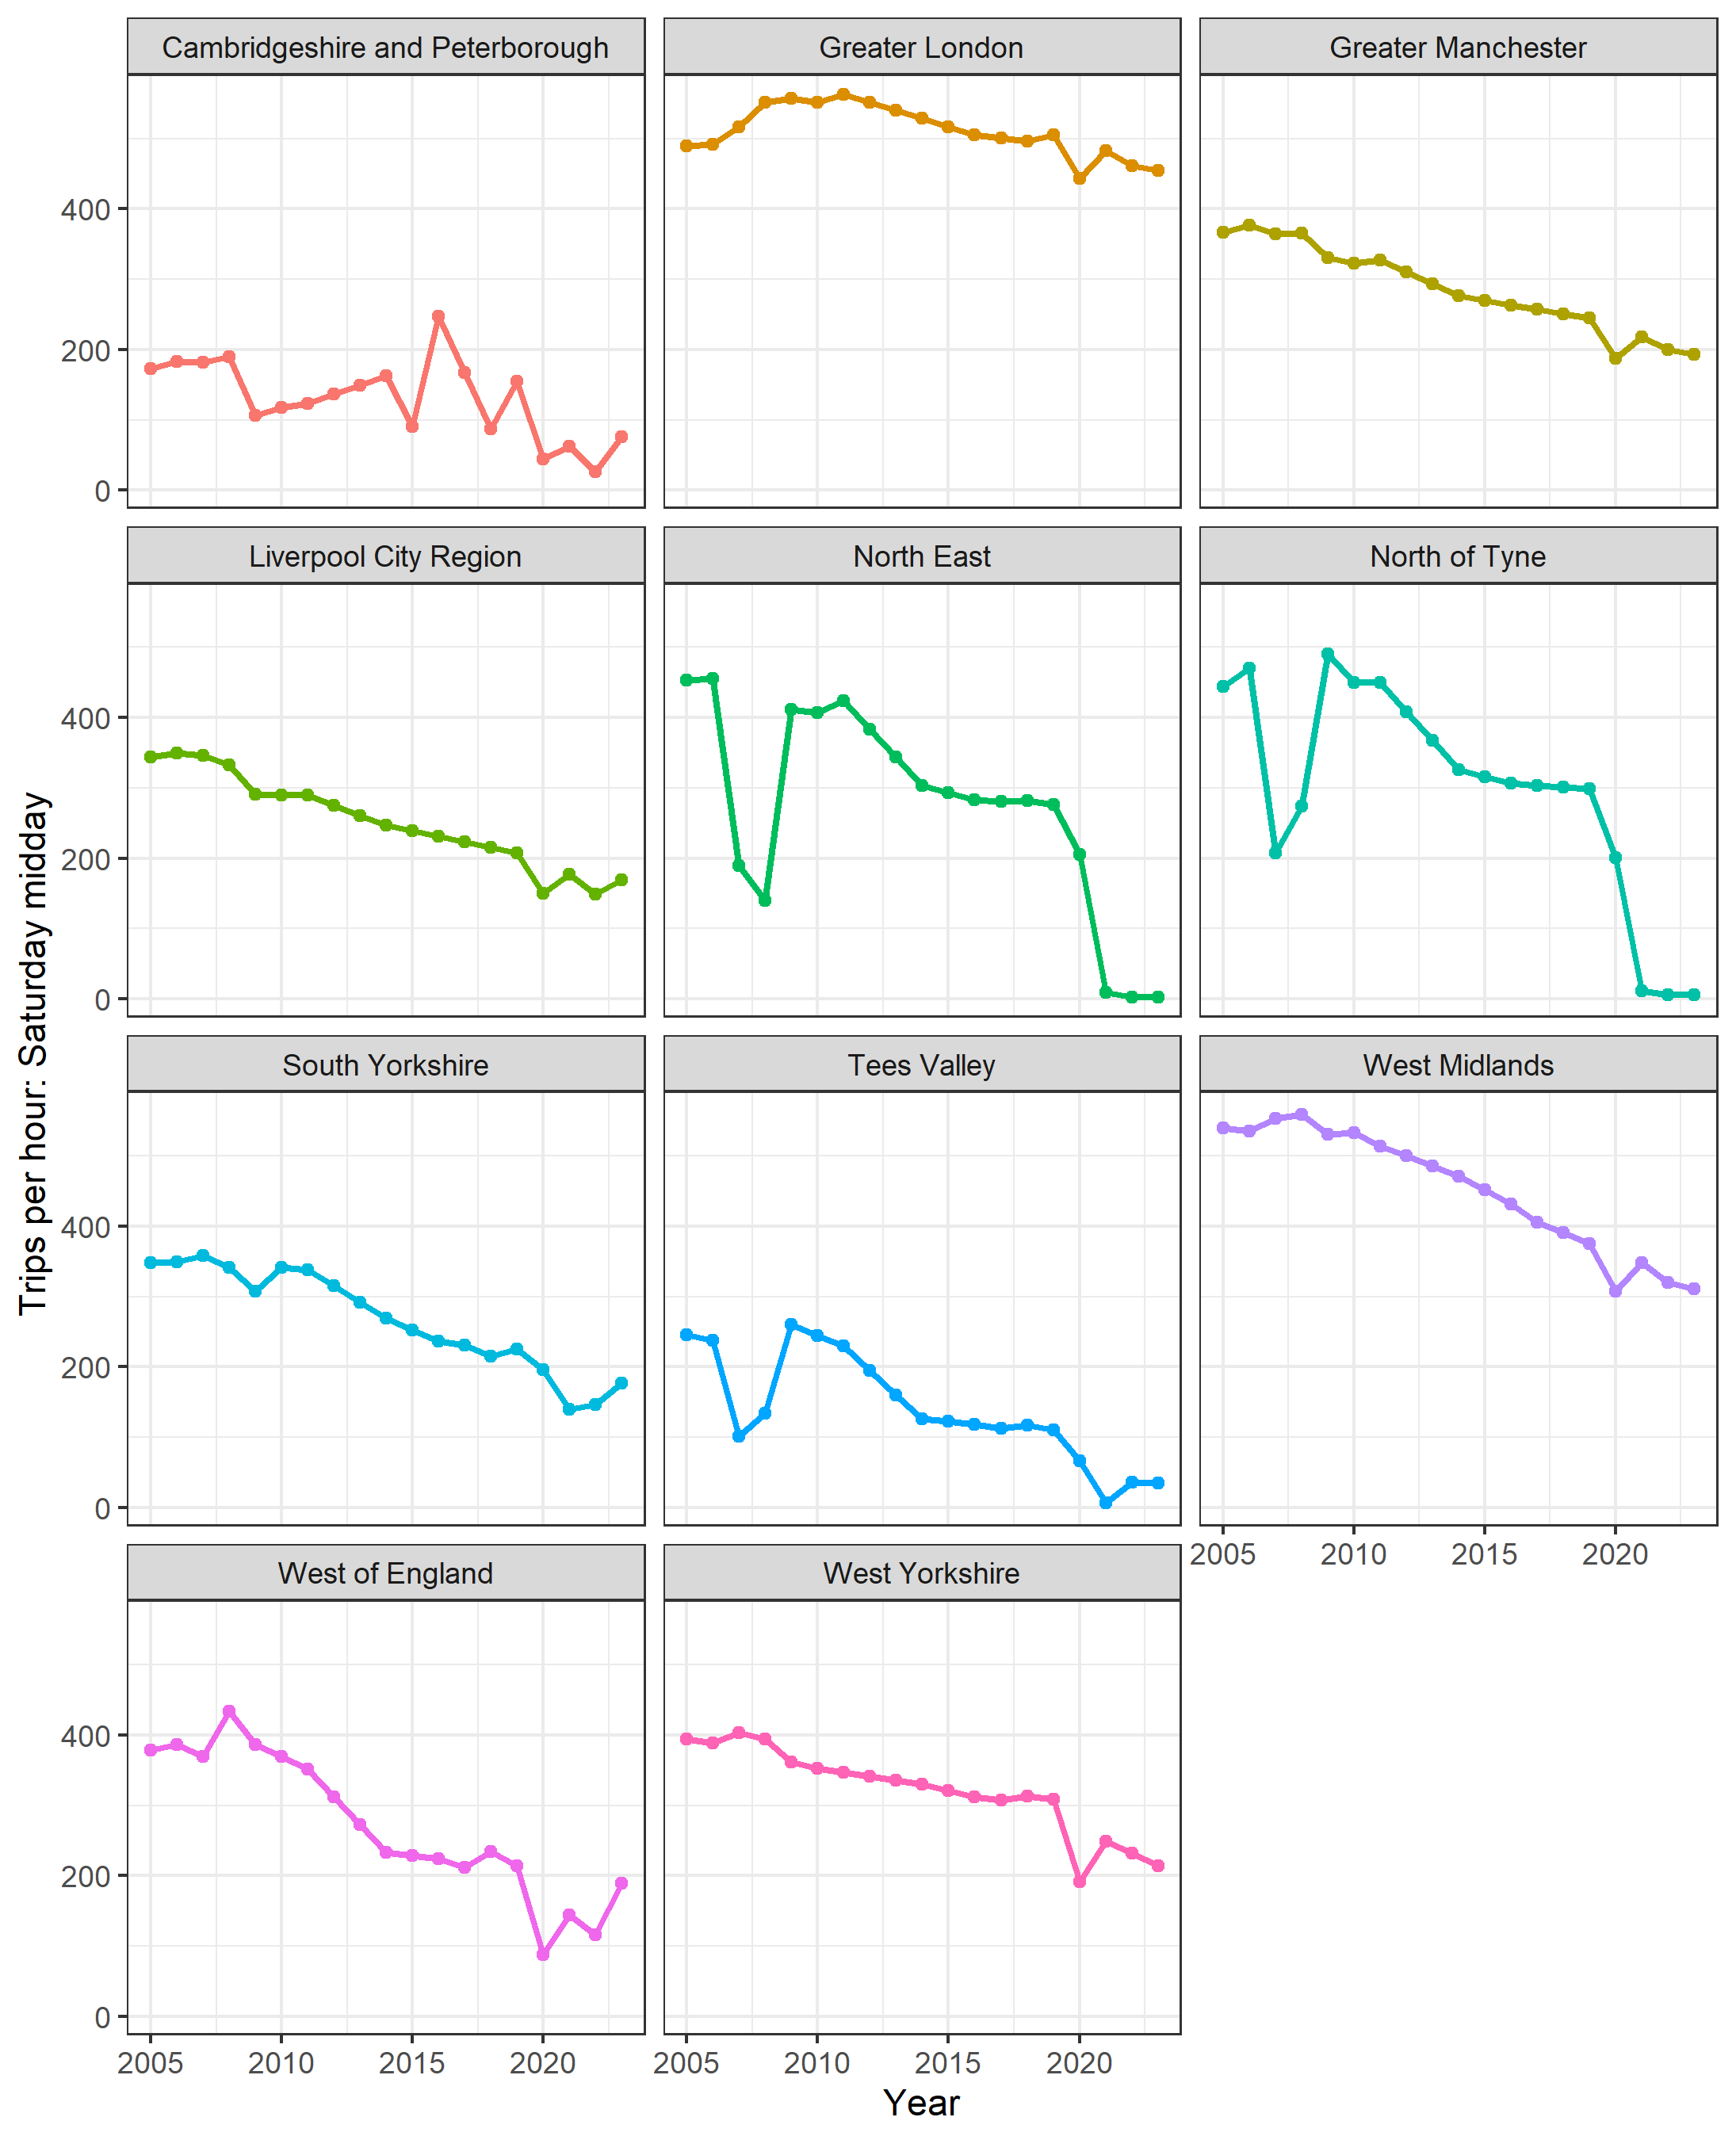 Cambridgeshire and Peterborough
Greater London
Greater Manchester
400
200
0
Liverpool City Region
North East
North of Tyne
400
200
0
Trips per hour: Saturday midday
South Yorkshire
Tees Valley
West Midlands
400
200
0
2005 2010 2015 2020
West of England
West Yorkshire
400
200
0
2005 2010 2015 2020
2005 2010 2015 2020
Year